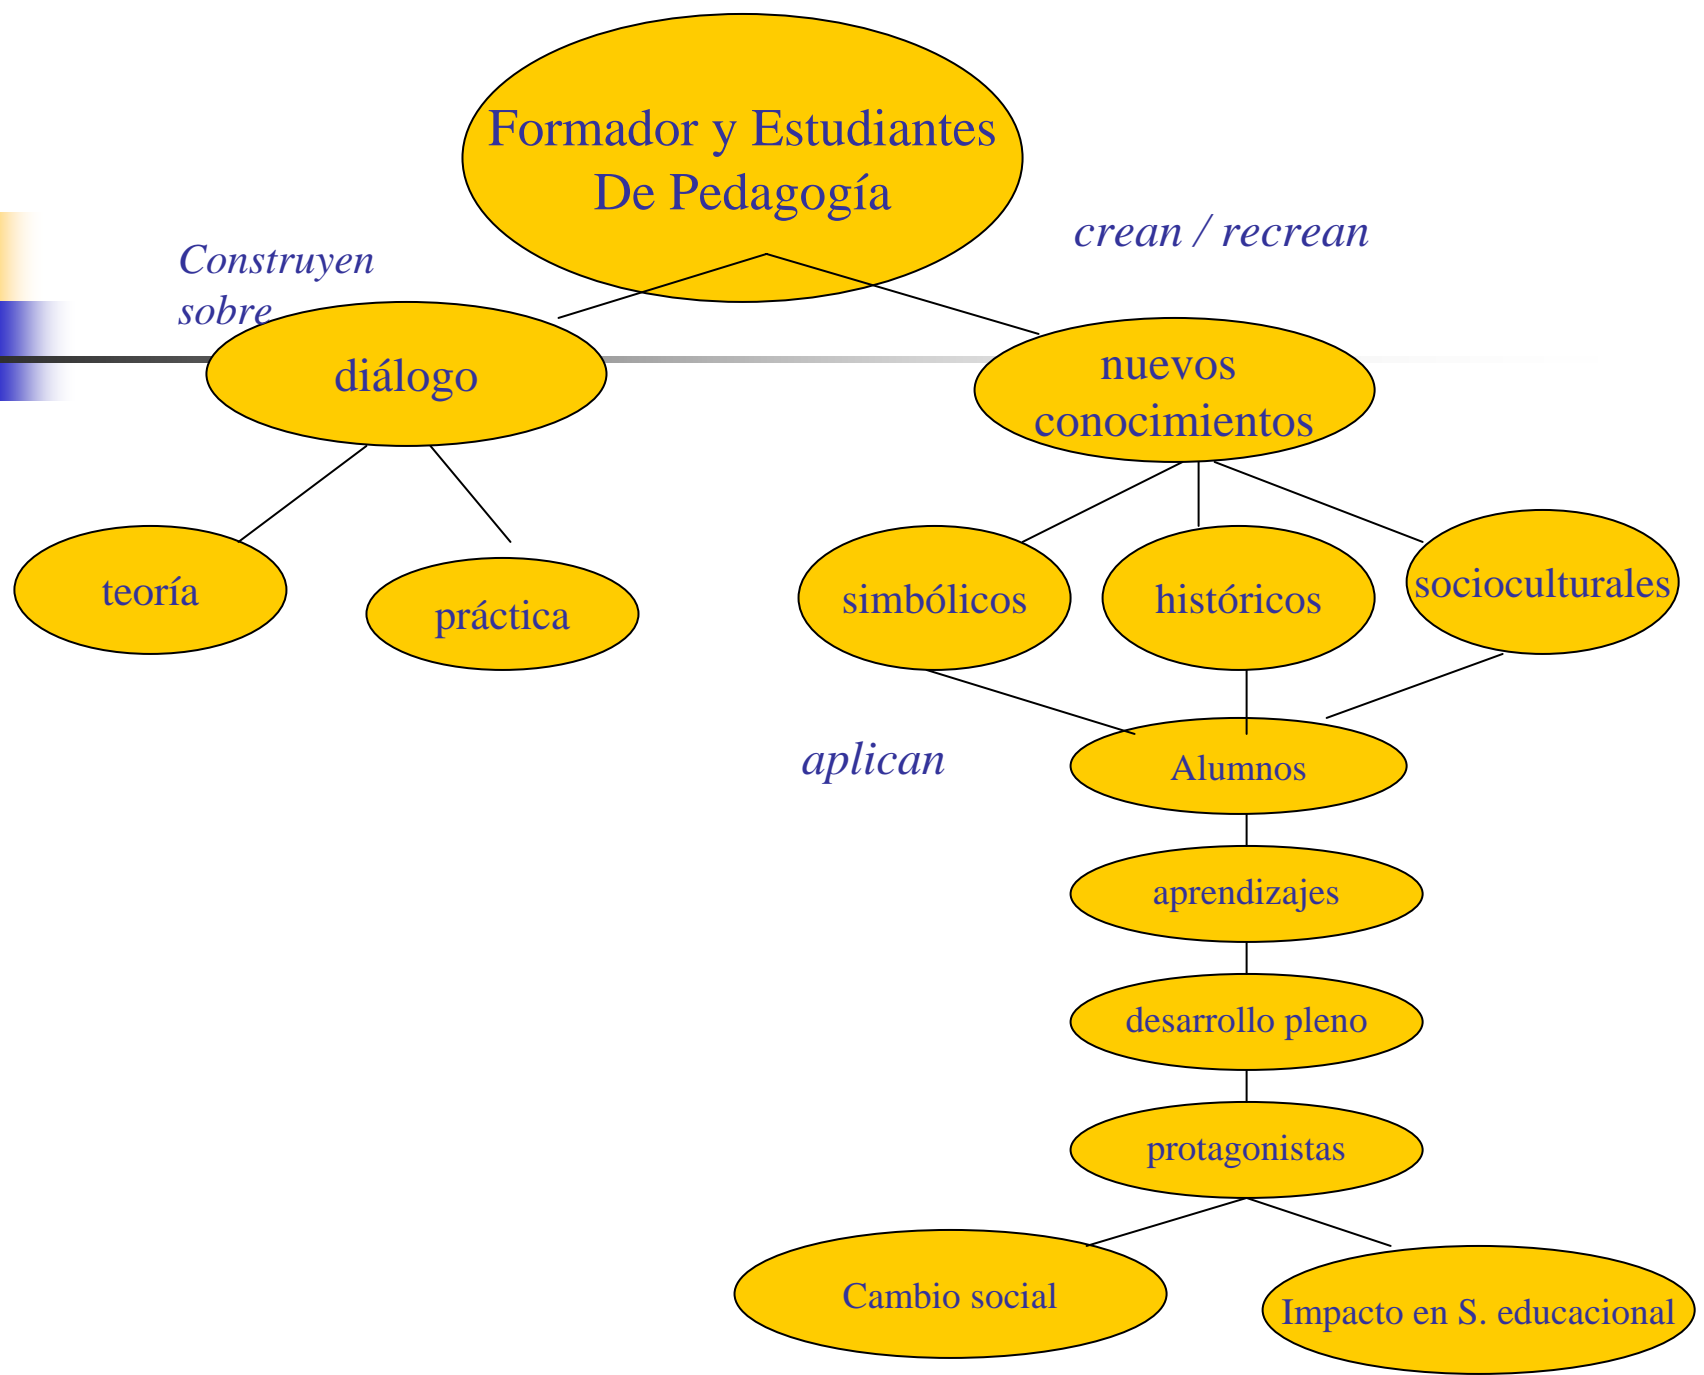 Formador y Estudiantes
De Pedagogía
crean / recrean
Construyen
sobre
diálogo
nuevos
conocimientos
teoría
práctica
simbólicos
históricos
socioculturales
aplican
Alumnos
aprendizajes
desarrollo pleno
protagonistas
Cambio social
Impacto en S. educacional